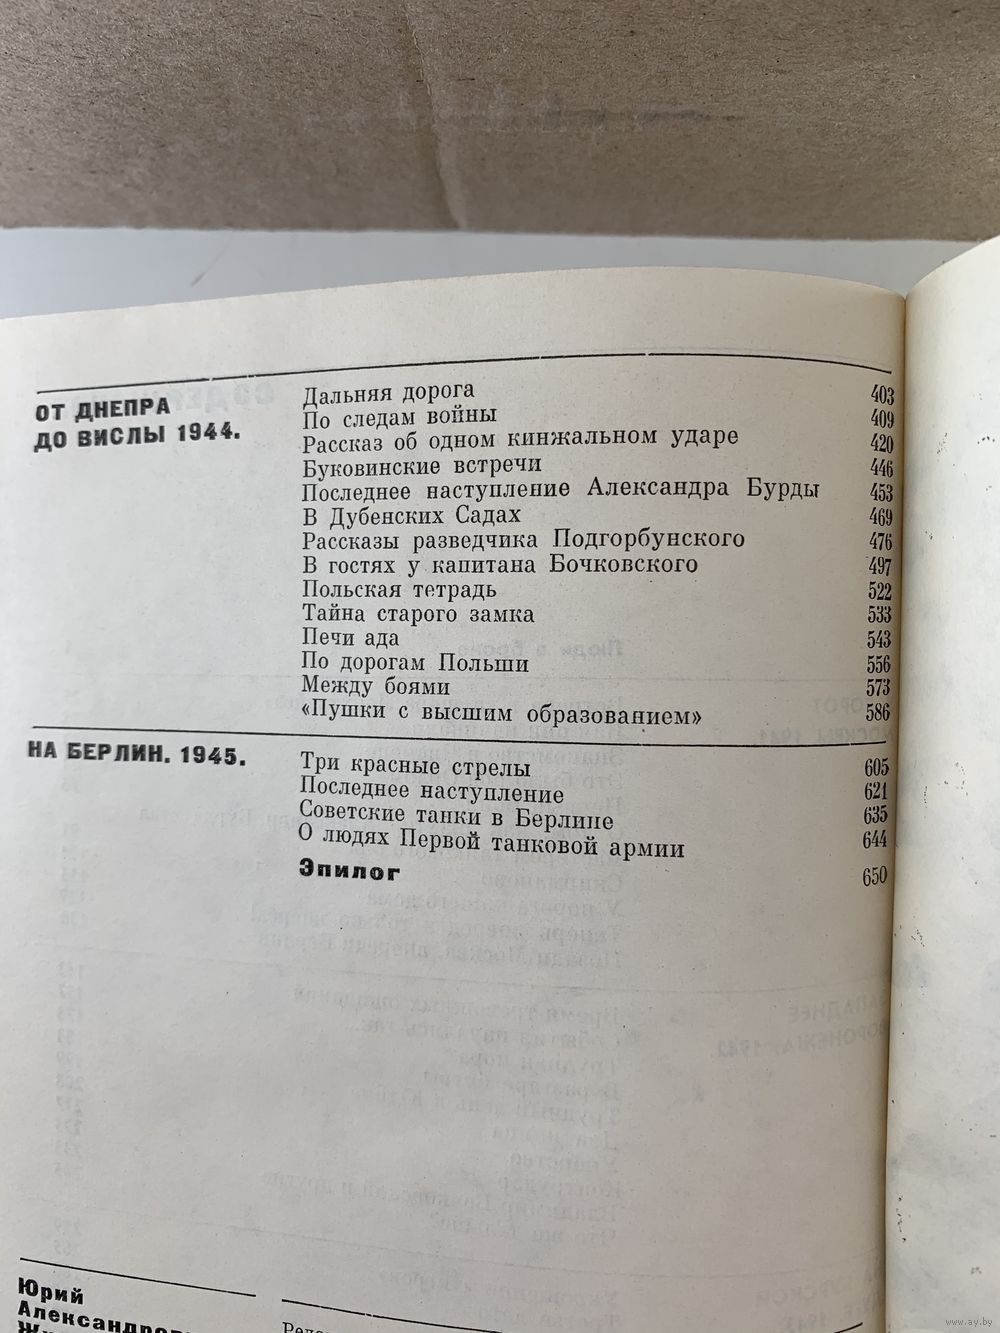 ОТ ДНЕПРА
ДО ВИСЛЫ 1944.
Дальняя дорога 403
По следам войны 409
Рассказ об одном кинжальном ударе 420
Буковинские встречи 446
Последнее наступление Александра Бурды 453
В Дубенских Садах 469
Рассказы разведчика Подгорбунского 476
В гостях у капитана Бочковского 497
Польская тетрадь 522
Тайна старого замка 533
Печи ада 543
По дорогам Польши 556
Между боями 573
«Пушки с высшим образованием» 586
НА БЕРЛИН. 1945.
Три красные стрелы 605
Последнее наступление 621
Советские танки в Берлине 635
О людях Первой танковой армии 644
Эпилог 650
Юрий
www.ay.by